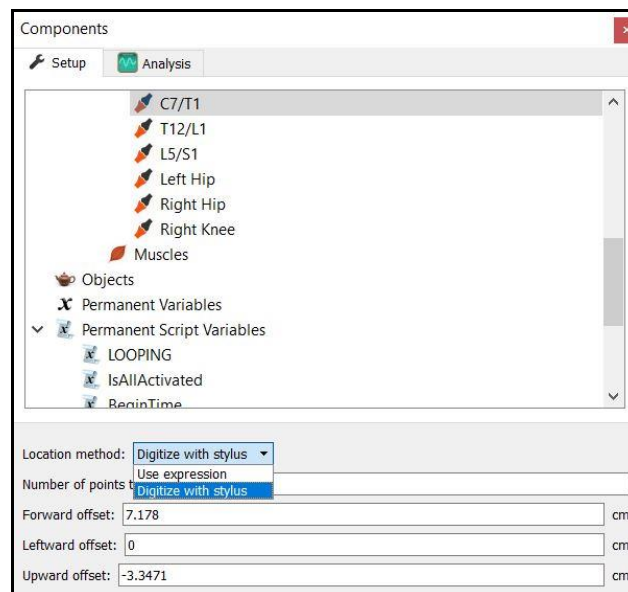 Components
Setup Analysis
C7/T1
T12/L1
L5/S1
Left Hip
Right Hip
Right Knee
Muscles
Objects
x Permanent Variables
Permanent Script Variables
LOOPING
IsAllActivated
BeginTime
Location method: Digitize with stylus
Use expression
Number of points t
Digitize with stylus
Forward offset: 7.178 cm
Leftward offset: 0 cm
Upward offset: -3.3471 cm